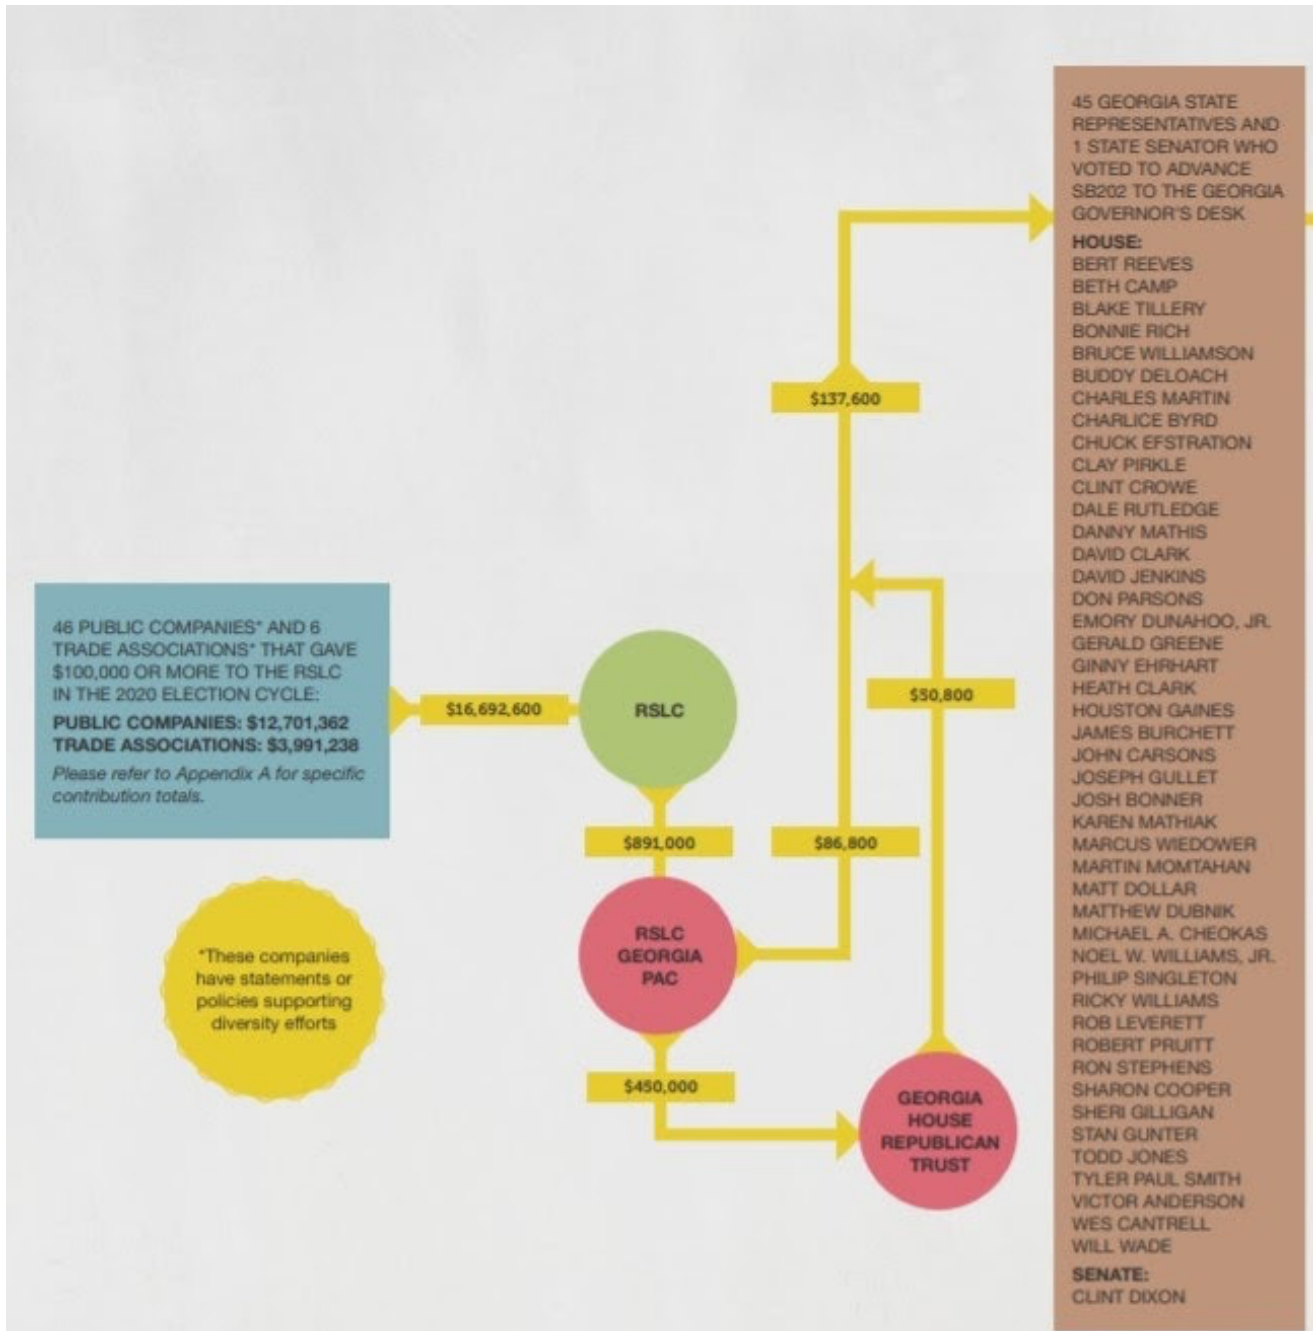 45 GEORGIA STATE
REPRESENTATIVES AND
1 STATE SENATOR WHO
VOTED TO ADVANCE
SB202 TO THE GEORGIA
GOVERNOR'S DESK
HOUSE:
BERT REEVES
BETH CAMP
BLAKE TILLERY
BONNIE RICH
BRUCE WILLIAMSON
BUDDY DELOACH
CHARLES MARTIN
CHARLICE BYRD
CHUCK EFSTRATION
CLAY PIRKLE
CLINT CROWE
DALE RUTLEDGE
DANNY MATHIS
DAVID CLARK
DAVID JENKINS
DON PARSONS
EMORY DUNAHOO, JR.
GERALD GREENE
GINNY EHRHART
HEATH CLARK
HOUSTON GAINES
JAMES BURCHETT
JOHN CARSONS
JOSEPH GULLET
JOSH BONNER
KAREN MATHIAK
MARCUS WIEDOWER
MARTIN MOMTAHAN
MATT DOLLAR
MATTHEW DUBNIK
MICHAEL A. CHEOKAS
NOEL W. WILLIAMS, JR.
PHILIP SINGLETON
RICKY WILLIAMS
ROB LEVERETT
ROBERT PRUITT
RON STEPHENS
SHARON COOPER
SHERI GILLIGAN
STAN GUNTER
TODD JONES
TYLER PAUL SMITH
VICTOR ANDERSON
WES CANTRELL
WILL WADE
SENATE:
CLINT DIXON
$137,600
46 PUBLIC COMPANIES* AND 6
TRADE ASSOCIATIONS* THAT GAVE
$100,000 OR MORE TO THE RSLC
IN THE 2020 ELECTION CYCLE:
PUBLIC COMPANIES: $12,701,362
TRADE ASSOCIATIONS: $3,991,238
Please refer to Appendix A for specific
contribution totals.
$16,692,600
RSLC
$50,800
$891,000
$86,800
RSLC
GEORGIA
PAC
*These companies
have statements or
policies supporting
diversity efforts
$450,000
GEORGIA
HOUSE
REPUBLICAN
TRUST